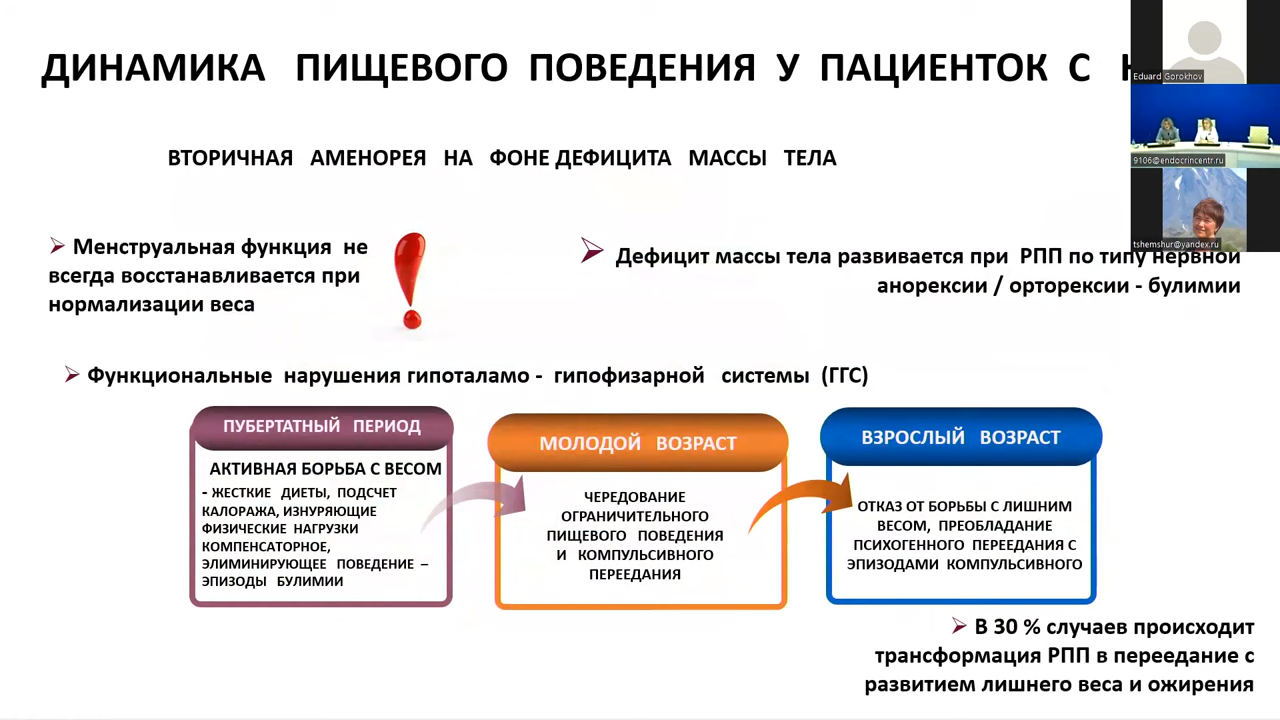 ДИНАМИКА ПИЩЕВОГО ПОВЕДЕНИЯ У ПАЦИЕНТОК С
Eduard Gorokhov
9106@endocrincentr.ru
tshemshur@yandex.ru
ВТОРИЧНАЯ АМЕНОРЕЯ НА ФОНЕ ДЕФИЦИТА МАССЫ ТЕЛА
Менструальная функция не
всегда восстанавливается при
нормализации веса
Дефицит массы тела развивается при РПП по типу нервной
анорексии / орторексии - булимии
Функциональные нарушения гипоталамо - гипофизарной системы (ГГС)
ПУБЕРТАТНЫЙ ПЕРИОД
АКТИВНАЯ БОРЬБА С ВЕСОМ
- ЖЕСТКИЕ ДИЕТЫ, ПОДСЧЕТ
КАЛОРАЖА, ИЗНУРЯЮЩИЕ
ФИЗИЧЕСКИЕ НАГРУЗКИ
КОМПЕНСАТОРНОЕ,
ЭЛИМИНИРУЮЩЕЕ ПОВЕДЕНИЕ –
ЭПИЗОДЫ БУЛИМИИ
МОЛОДОЙ ВОЗРАСТ
ЧЕРЕДОВАНИЕ
ОГРАНИЧИТЕЛЬНОГО
ПИЩЕВОГО ПОВЕДЕНИЯ
И КОМПУЛЬСИВНОГО
ПЕРЕЕДАНИЯ
ВЗРОСЛЫЙ ВОЗРАСТ
ОТКАЗ ОТ БОРЬБЫ С ЛИШНИМ
ВЕСОМ, ПРЕОБЛАДАНИЕ
ПСИХОГЕННОГО ПЕРЕЕДАНИЯ С
ЭПИЗОДАМИ КОМПУЛЬСИВНОГО
В 30 % случаев происходит
трансформация РПП в переедание с
развитием лишнего веса и ожирения